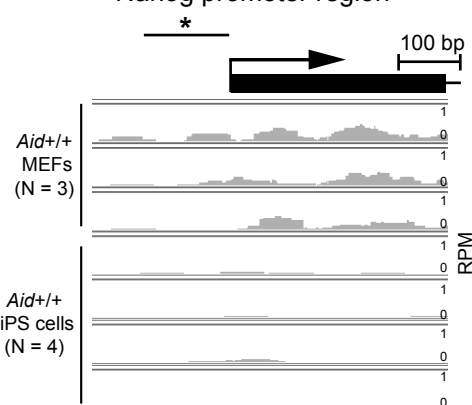 Nanog promoter region
*
100 bp
Aid+/+
MEFs
(N = 3)
Aid+/+
iPS cells
(N = 4)
1
0
1
0
1
0
1
0
1
0
1
0
1
0
RPM